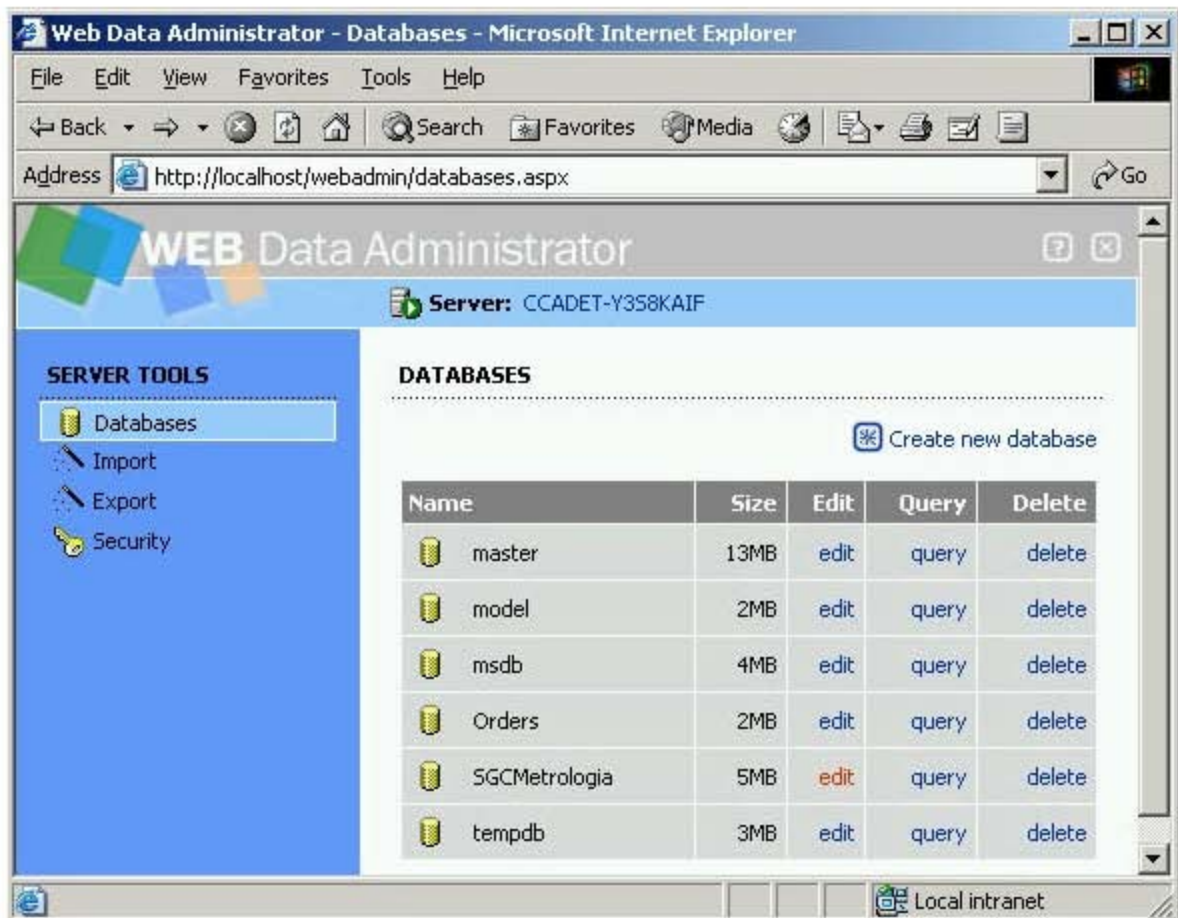 Web Data Administrator - Databases - Microsoft Internet Explorer
File Edit View Favorites Tools Help
Back Search Favorites Media
Address http://localhost/webadmin/databases.aspx Go
WEB Data Administrator
Server: CCADET-Y3S8KAIF
SERVER TOOLS
Databases
Import
Export
Security
DATABASES
Create new database
Name Size Edit Query Delete
master 13MB edit query delete
model 2MB edit query delete
msdb 4MB edit query delete
Orders 2MB edit query delete
SGCMetrologia 5MB edit query delete
tempdb 3MB edit query delete
Local intranet